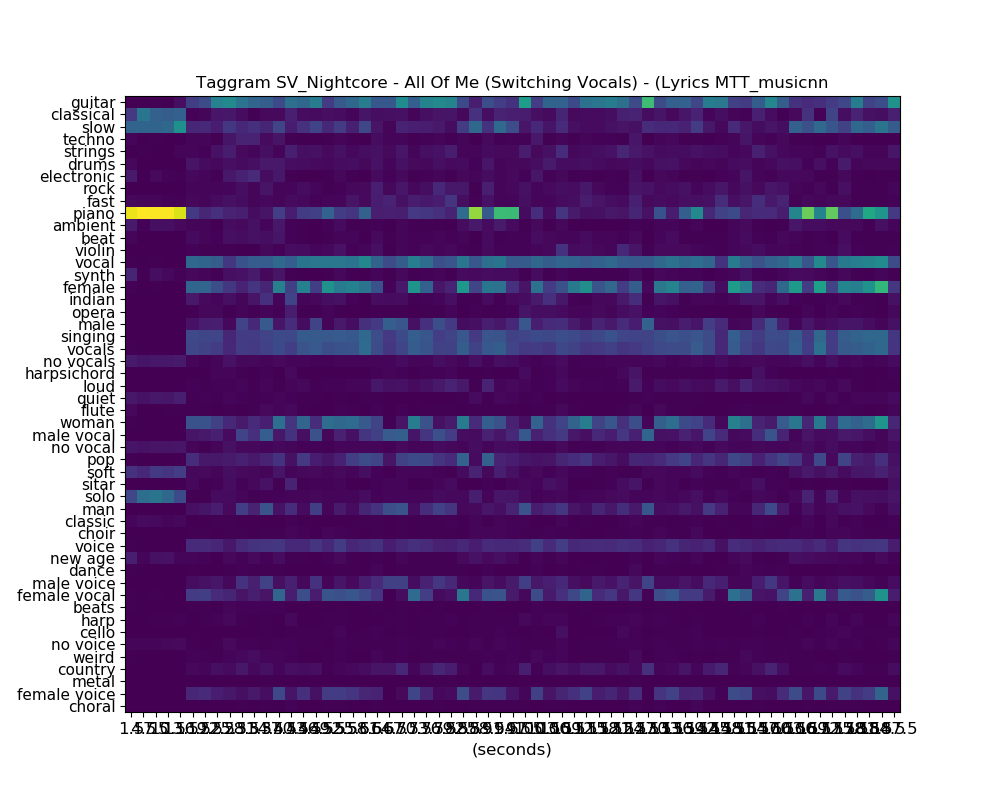 Taggram SV_Nightcore - All Of Me (Switching Vocals) - (Lyrics MTT_musicnn
guitar
classical
slow
techno
strings
drums
electronic
rock
fast
piano
ambient
beat
violin
vocal
synth
female
indian
opera
male
singing
vocals
no vocals
harpsichord
loud
quiet
flute
woman
male vocal
no vocal
pop
soft
sitar
solo
man
classic
choir
voice
new age
dance
male voice
female vocal
beats
harp
cello
no voice
weird
country
metal
female voice
choral
(seconds)